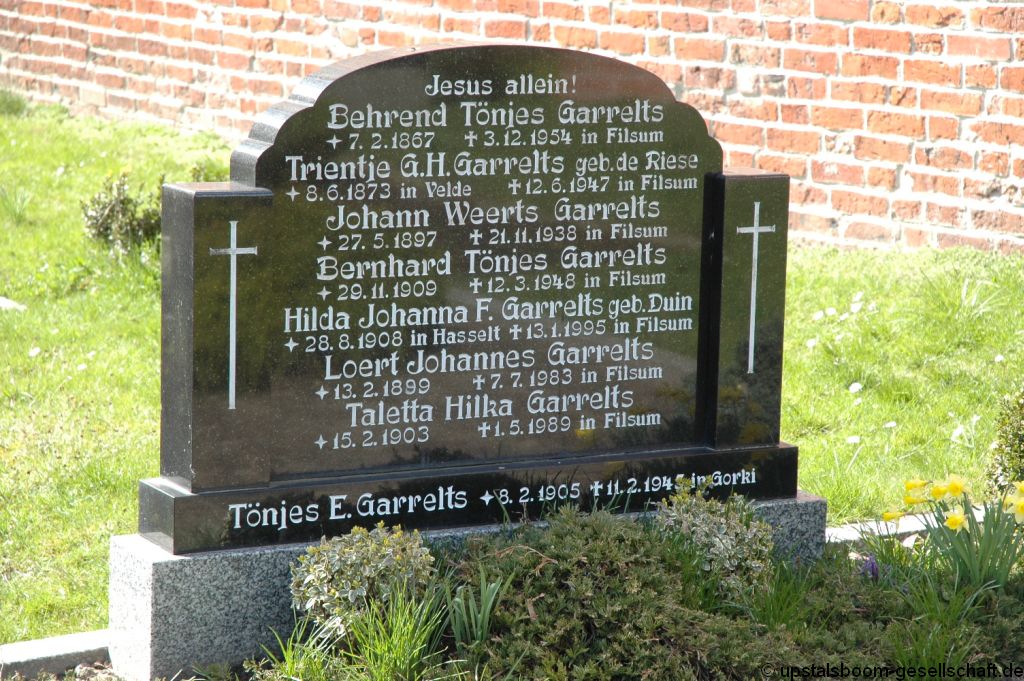 Jesus allein!
Behrend Tönjes Garrelts
✦ 7.2.1867 ✝ 3.12.1954 in Filsum
Trientje G.H. Garrelts geb. de Riese
✦ 8.6.1873 in Velde ✝ 12.6.1947 in Filsum
Johann Weerts Garrelts
✦ 27.5.1897 ✝ 21.11.1938 in Filsum
Bernhard Tönjes Garrelts
✦ 29.11.1909 ✝ 12.3.1948 in Filsum
Hilda Johanna F. Garrelts geb. Duin
✦ 28.8.1908 in Hasselt ✝ 13.1.1995 in Filsum
Loert Johannes Garrelts
✦ 13.2.1899 ✝ 7.7.1983 in Filsum
Taletta Hilka Garrelts
✦ 15.2.1903 ✝ 1.5.1989 in Filsum
Tönjes E. Garrelts ✦ 8.2.1905 ✝ 11.2.1945 in Gorki
© upstalsboom-gesellschaft.de